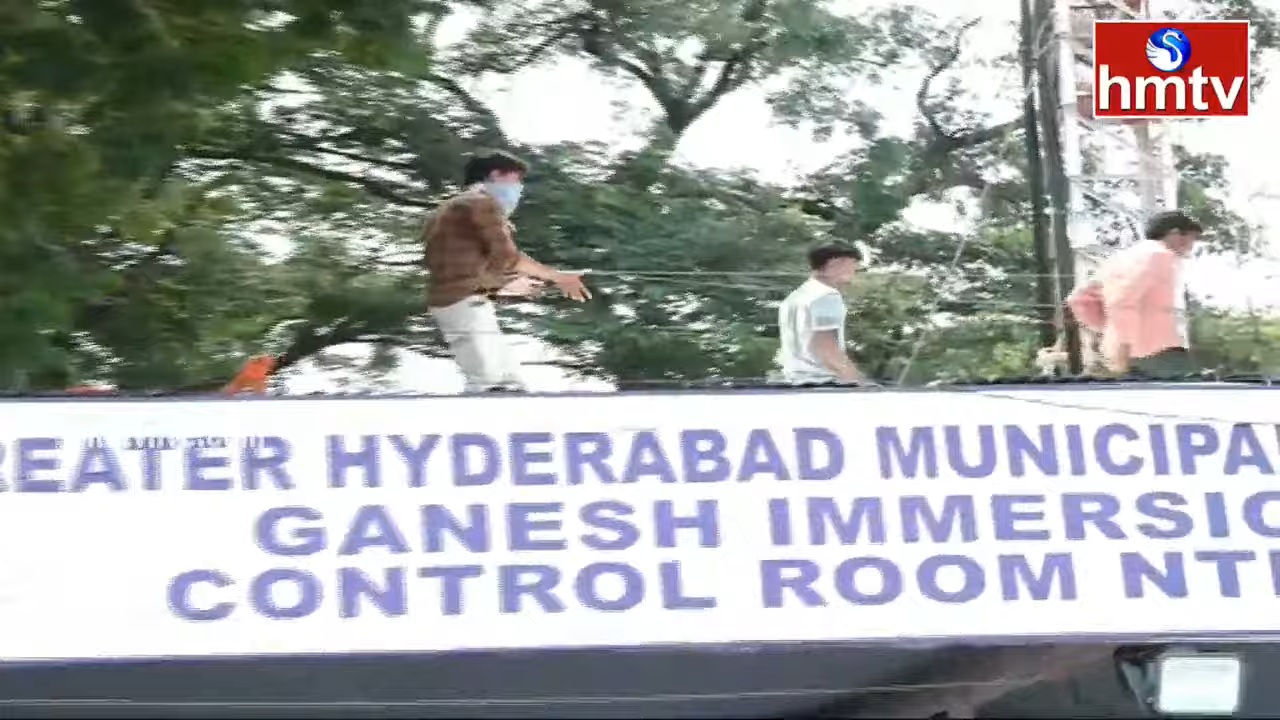 hmtv
REATER HYDERABAD MUNICIPA
GANESH IMMERSIO
CONTROL ROOM NT